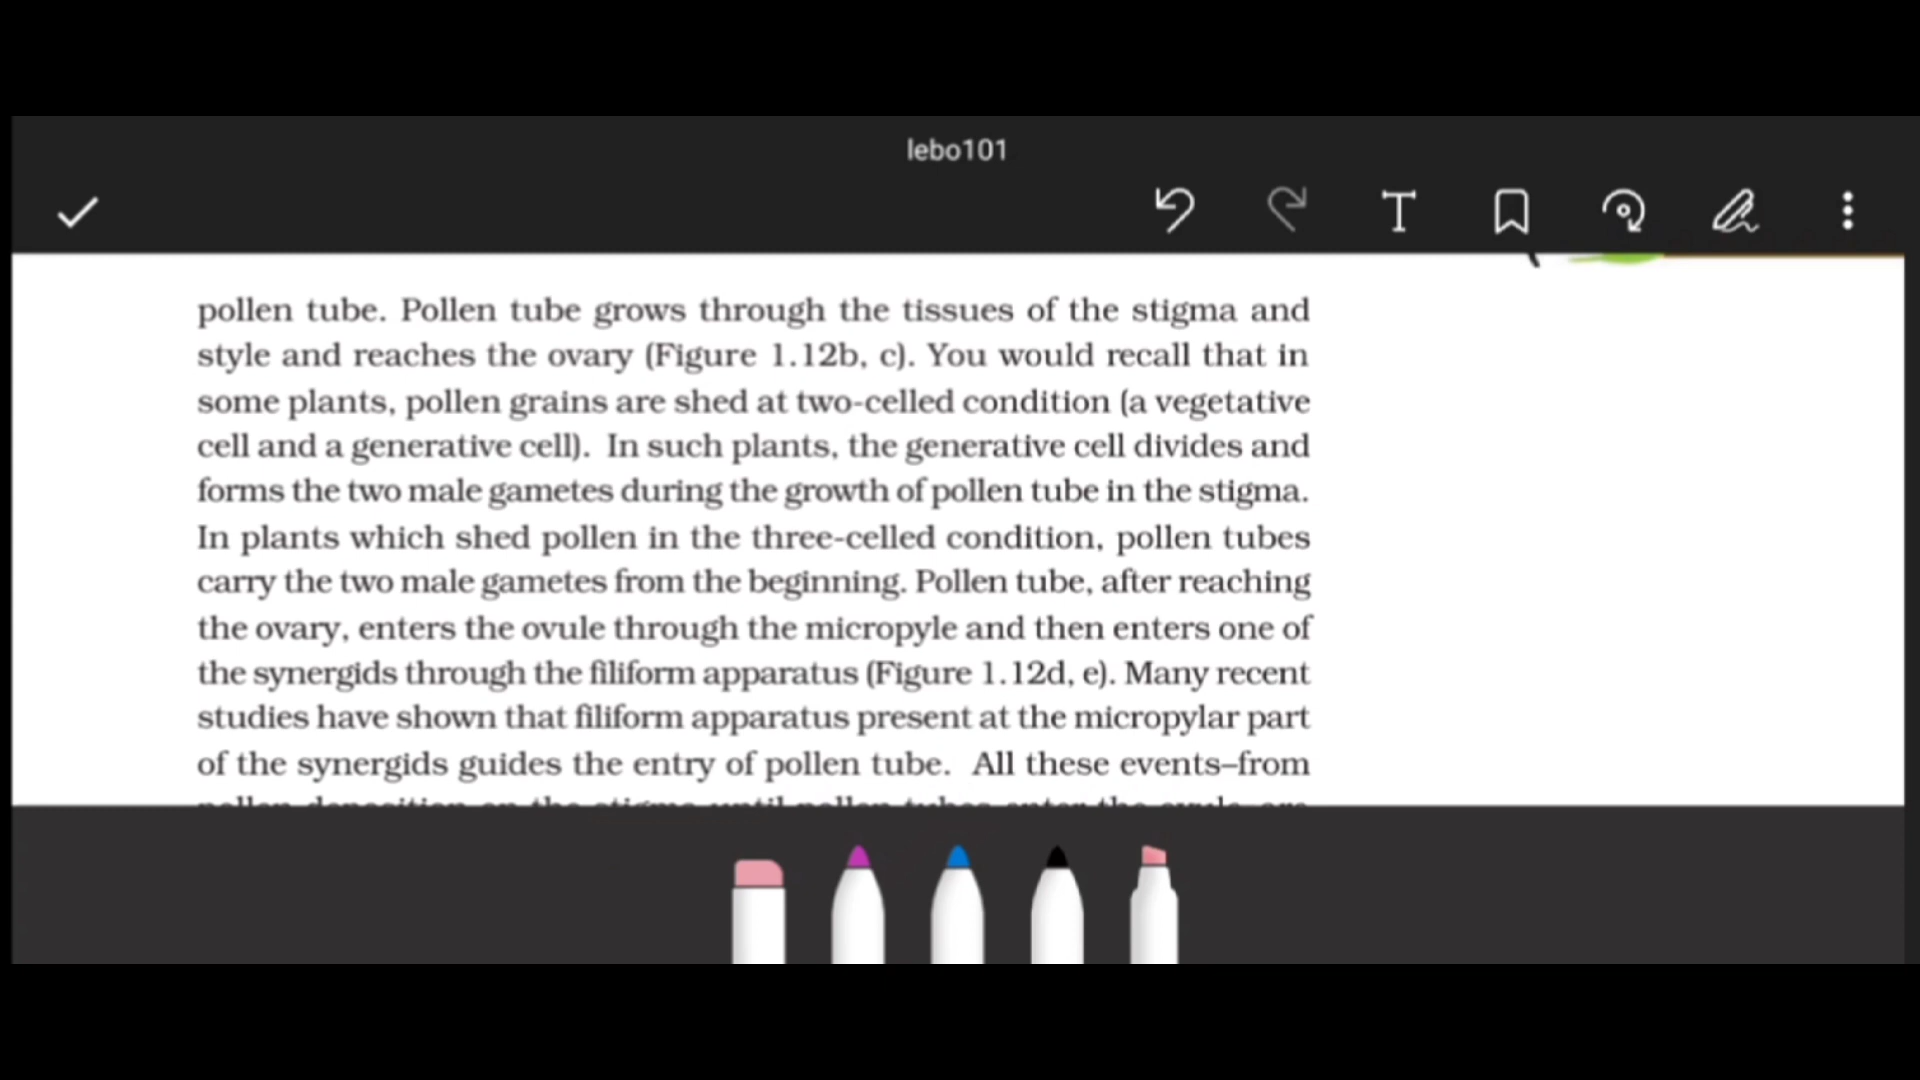 lebo101
T
pollen tube. Pollen tube grows through the tissues of the stigma and
style and reaches the ovary (Figure 1.12b, c). You would recall that in
some plants, pollen grains are shed at two-celled condition (a vegetative
cell and a generative cell).  In such plants, the generative cell divides and
forms the two male gametes during the growth of pollen tube in the stigma.
In plants which shed pollen in the three-celled condition, pollen tubes
carry the two male gametes from the beginning. Pollen tube, after reaching
the ovary, enters the ovule through the micropyle and then enters one of
the synergids through the filiform apparatus (Figure 1.12d, e). Many recent
studies have shown that filiform apparatus present at the micropylar part
of the synergids guides the entry of pollen tube.  All these events–from